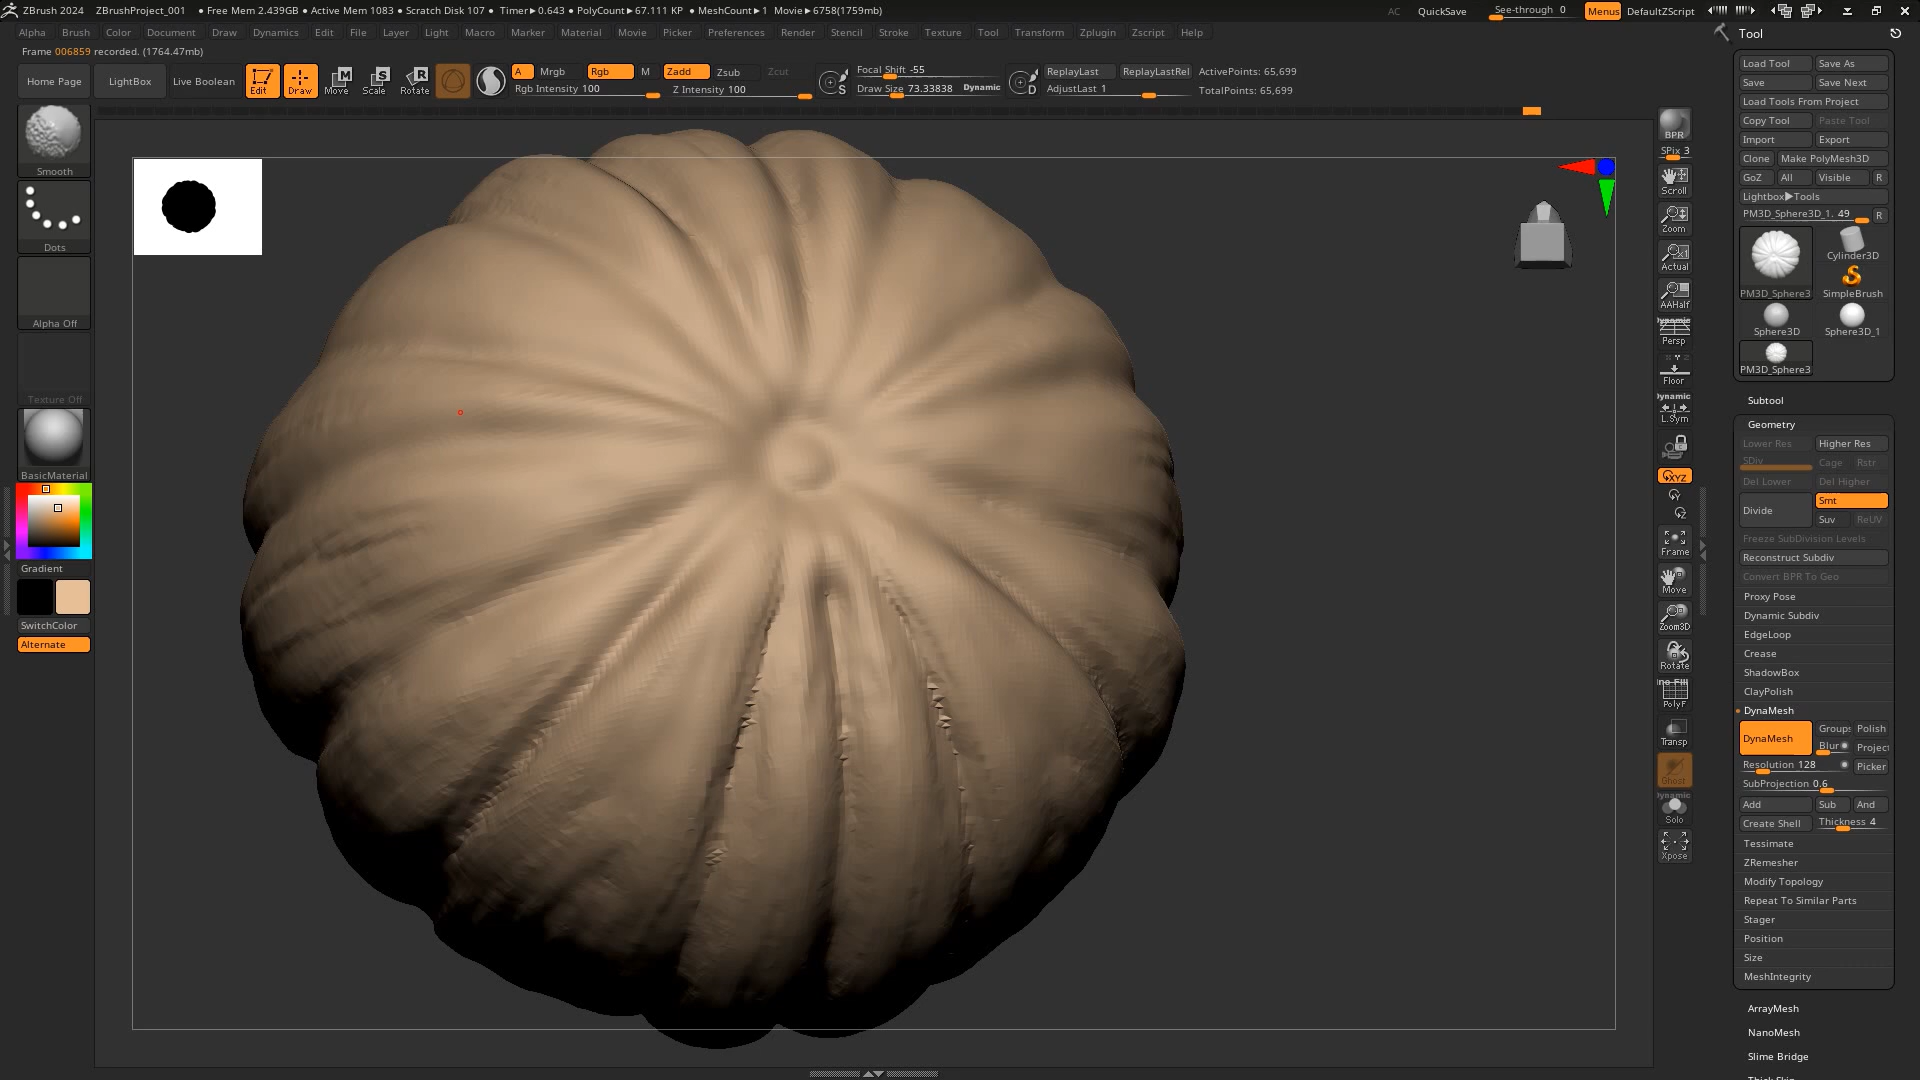 ZBrush 2024 ZBrushProject_001 • Free Mem 2.439GB • Active Mem 1083 • Scratch Disk 107 • Timer▸0.643 • PolyCount▸67.111 KP • MeshCount▸1 Movie▸6758(1759mb) AC QuickSave See-through 0 Menus DefaultZScript
Alpha Brush Color Document Draw Dynamics Edit File Layer Light Macro Marker Material Movie Picker Preferences Render Stencil Stroke Texture Tool Transform Zplugin Zscript Help
Frame 006859 recorded. (1764.47mb)
Home Page LightBox Live Boolean Edit Draw Move Scale Rotate
A Mrgb Rgb M Zadd Zsub Zcut
Rgb Intensity 100 Z Intensity 100
S Focal Shift -55
Draw Size 73.33838 Dynamic
D ReplayLast ReplayLastRel ActivePoints: 65,699
AdjustLast 1 TotalPoints: 65,699
Smooth
Dots
Alpha Off
Texture Off
BasicMaterial
Gradient
SwitchColor
Alternate
BPR
SPix 3
Scroll
Zoom
Actual
AAHalf
Dynamic
Persp
Floor
Dynamic
L.Sym
XYZ
Y
Z
Frame
Move
Zoom3D
Rotate
PolyF
Transp
Ghost
Dynamic
Solo
Xpose
Tool
Load Tool Save As
Save Save Next
Load Tools From Project
Copy Tool Paste Tool
Import Export
Clone Make PolyMesh3D
GoZ All Visible R
Lightbox▸Tools
PM3D_Sphere3D_1. 49 R
PM3D_Sphere3 Cylinder3D
SimpleBrush
Sphere3D Sphere3D_1
PM3D_Sphere3
Subtool
Geometry
Lower Res Higher Res
SDiv Cage Rstr
Del Lower Del Higher
Divide Smt
Suv ReUV
Freeze SubDivision Levels
Reconstruct Subdiv
Convert BPR To Geo
Proxy Pose
Dynamic Subdiv
EdgeLoop
Crease
ShadowBox
ClayPolish
DynaMesh
DynaMesh Groups Polish
Blur Project
Resolution 128 Picker
SubProjection 0.6
Add Sub And
Create Shell Thickness 4
Tessimate
ZRemesher
Modify Topology
Repeat To Similar Parts
Stager
Position
Size
MeshIntegrity
ArrayMesh
NanoMesh
Slime Bridge